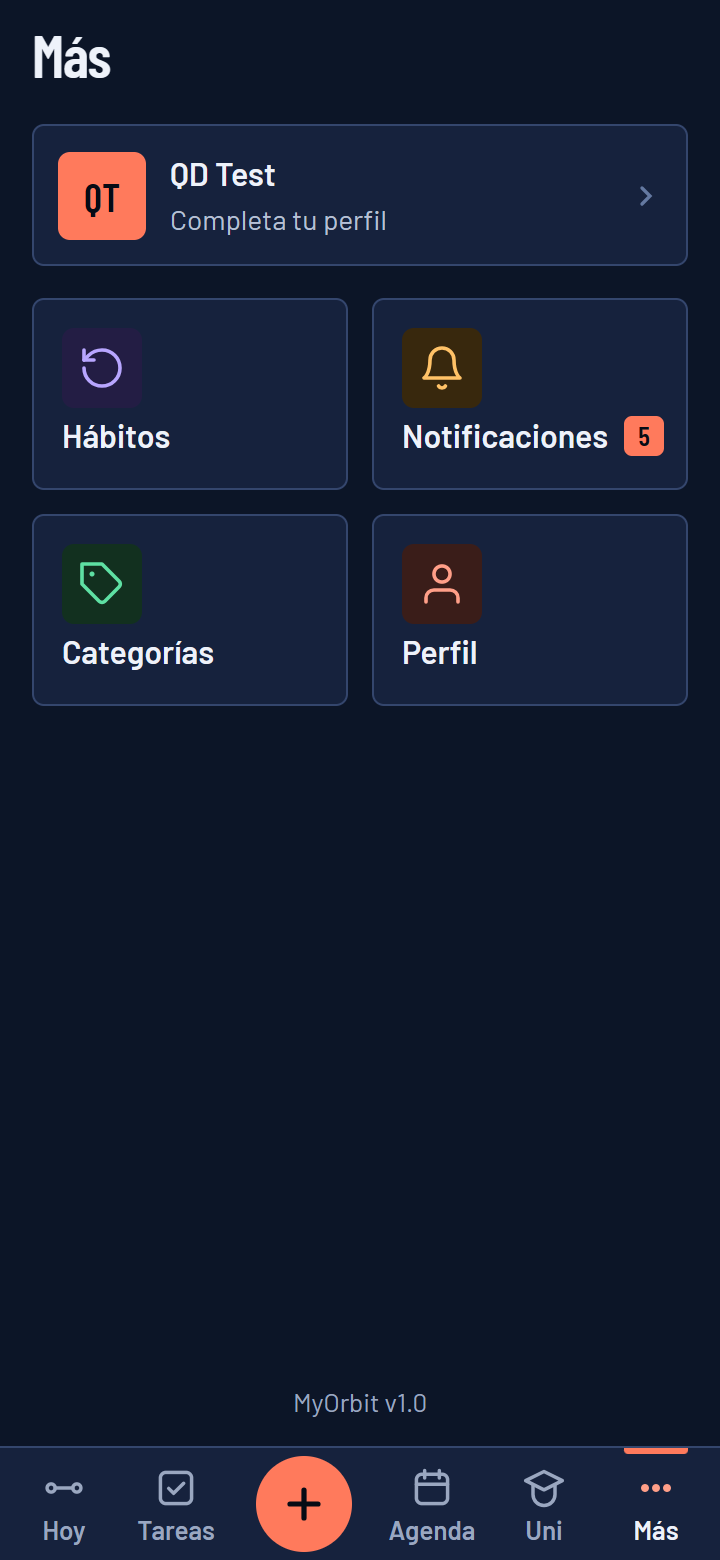 Más
QT
QD Test
Completa tu perfil
Hábitos
Notificaciones 5
Categorías
Perfil
MyOrbit v1.0
Hoy
Tareas
Agenda
Uni
Más